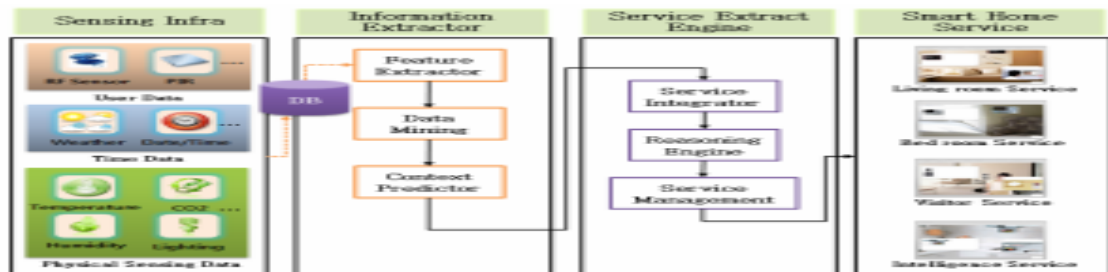 Sensing Infra
RF Sensor
PIR
....
User Data
Weather
Date/Time
...
Time Data
Temperature
CO2
...
Humidity
Lighting
Physical Sensing Data
DB
Information
Extractor
Feature
Extractor
Data
Mining
Context
Predictor
Service Extract
Engine
Service
Integrator
Reasoning
Engine
Service
Management
Smart Home
Service
Living room Service
Bed room Service
Visitor Service
Intelligence Service